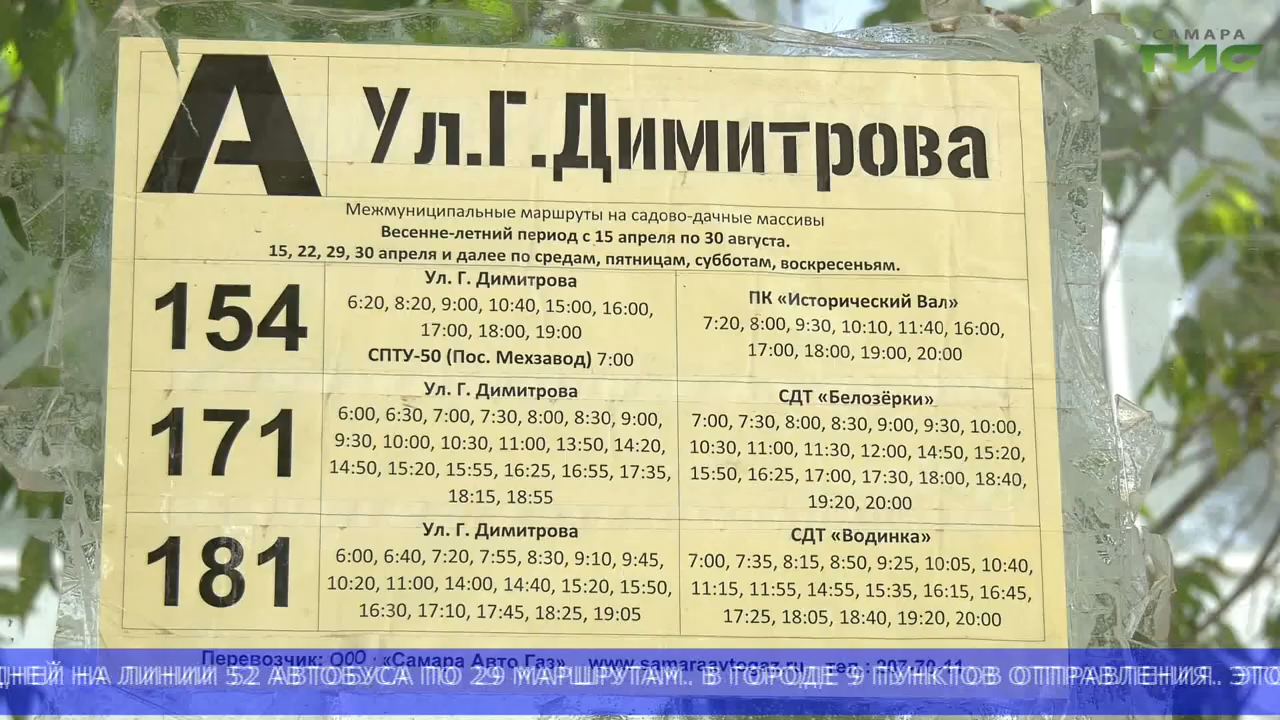 САМАРА
ГИС
А
Ул.Г.Димитрова
Межмуниципальные маршруты на садово-дачные массивы
Весенне-летний период с 15 апреля по 30 августа.
15, 22, 29, 30 апреля и далее по средам, пятницам, субботам, воскресеньям.
154
Ул. Г. Димитрова
6:20, 8:20, 9:00, 10:40, 15:00, 16:00,
17:00, 18:00, 19:00
СПТУ-50 (Пос. Мехзавод) 7:00
ПК «Исторический Вал»
7:20, 8:00, 9:30, 10:10, 11:40, 16:00,
17:00, 18:00, 19:00, 20:00
171
Ул. Г. Димитрова
6:00, 6:30, 7:00, 7:30, 8:00, 8:30, 9:00,
9:30, 10:00, 10:30, 11:00, 13:50, 14:20,
14:50, 15:20, 15:55, 16:25, 16:55, 17:35,
18:15, 18:55
СДТ «Белозёрки»
7:00, 7:30, 8:00, 8:30, 9:00, 9:30, 10:00,
10:30, 11:00, 11:30, 12:00, 14:50, 15:20,
15:50, 16:25, 17:00, 17:30, 18:00, 18:40,
19:20, 20:00
181
Ул. Г. Димитрова
6:00, 6:40, 7:20, 7:55, 8:30, 9:10, 9:45,
10:20, 11:00, 14:00, 14:40, 15:20, 15:50,
16:30, 17:10, 17:45, 18:25, 19:05
СДТ «Водинка»
7:00, 7:35, 8:15, 8:50, 9:25, 10:05, 10:40,
11:15, 11:55, 14:55, 15:35, 16:15, 16:45,
17:25, 18:05, 18:40, 19:20, 20:00
Перевозчик: ООО «Самара Авто Газ» www.samaraavtogaz.ru тел.: 207-70-11
ДНЕЙ НА ЛИНИИ 52 АВТОБУСА ПО 29 МАРШРУТАМ.. В ГОРОДЕ 9 ПУНКТОВ ОТПРАВЛЕНИЯ.. ЭТО